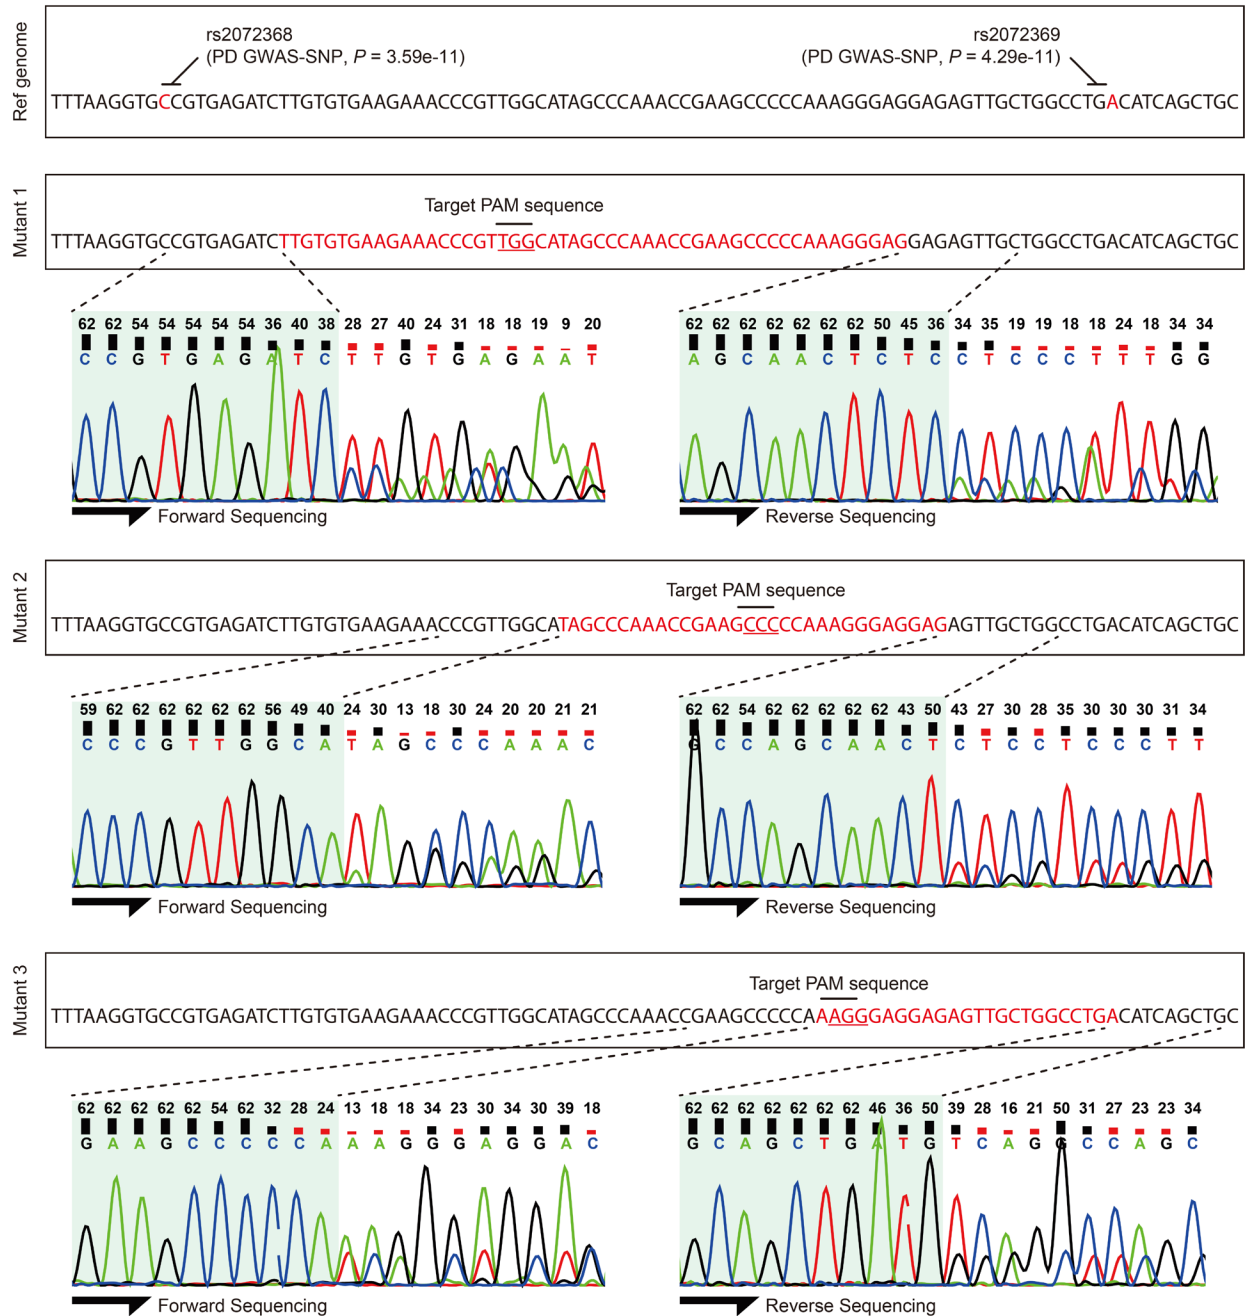 Ref genome
rs2072368
(PD GWAS-SNP, P = 3.59e-11)
rs2072369
(PD GWAS-SNP, P = 4.29e-11)
TTTAAGGTGCCGTGAGATCTTGTGTGAAGAAACCCGTTGGCATAGCCCAAACCGAAGCCCCCAAAGGGAGGAGAGTTGCTGGCCTGACATCAGCTGC
Mutant 1
Target PAM sequence
TTTAAGGTGCCGTGAGATCTTGTGTGAAGAAACCCGTTGGCATAGCCCAAACCGAAGCCCCCAAAGGGAGGAGAGTTGCTGGCCTGACATCAGCTGC
62 62 54 54 54 54 54 36 40 38 28 27 40 24 31 18 18 19 9 20
C C G T G A G A T C T T G T G A G A A T
Forward Sequencing
62 62 62 62 62 62 62 50 45 36 34 35 19 19 18 18 24 18 34 34
A G C A A C T C T C C T C C C T T T G G
Reverse Sequencing
Mutant 2
Target PAM sequence
TTTAAGGTGCCGTGAGATCTTGTGTGAAGAAACCCGTTGGCATAGCCCAAACCGAAGCCCCCAAAGGGAGGAGAGTTGCTGGCCTGACATCAGCTGC
59 62 62 62 62 62 62 56 49 40 24 30 13 18 30 24 20 20 21 21
C C C G T T G G C A T A G C C C A A A C
Forward Sequencing
62 62 54 62 62 62 62 62 43 50 43 27 30 28 35 30 30 30 31 34
G C C A G C A A C T C T C C T C C C T T
Reverse Sequencing
Mutant 3
Target PAM sequence
TTTAAGGTGCCGTGAGATCTTGTGTGAAGAAACCCGTTGGCATAGCCCAAACCGAAGCCCCCAAAGGGAGGAGAGTTGCTGGCCTGACATCAGCTGC
62 62 62 62 62 54 62 32 28 24 13 18 18 34 23 30 34 30 39 18
G A A G C C C C C A A A G G G A G G A C
Forward Sequencing
62 62 62 62 62 62 62 46 36 50 39 28 16 21 50 31 27 23 23 34
G C A G C T G A T G T C A G G C C A G C
Reverse Sequencing